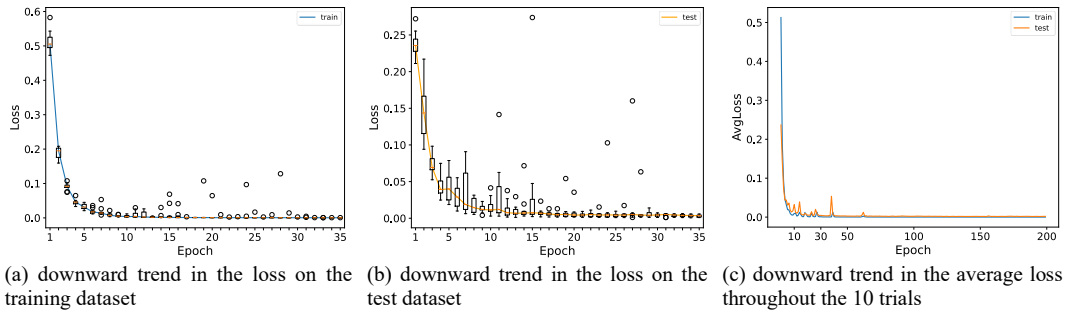 train
0.6
0.5
0.4
0.3
0.2
0.1
0.0
Loss
1 5 10 15 20 25 30 35
Epoch
(a) downward trend in the loss on the
training dataset
test
0.25
0.20
0.15
0.10
0.05
0.00
Loss
1 5 10 15 20 25 30 35
Epoch
(b) downward trend in the loss on the
test dataset
train
test
0.5
0.4
0.3
0.2
0.1
0.0
AvgLoss
10 30 50 100 150 200
Epoch
(c) downward trend in the average loss
throughout the 10 trials